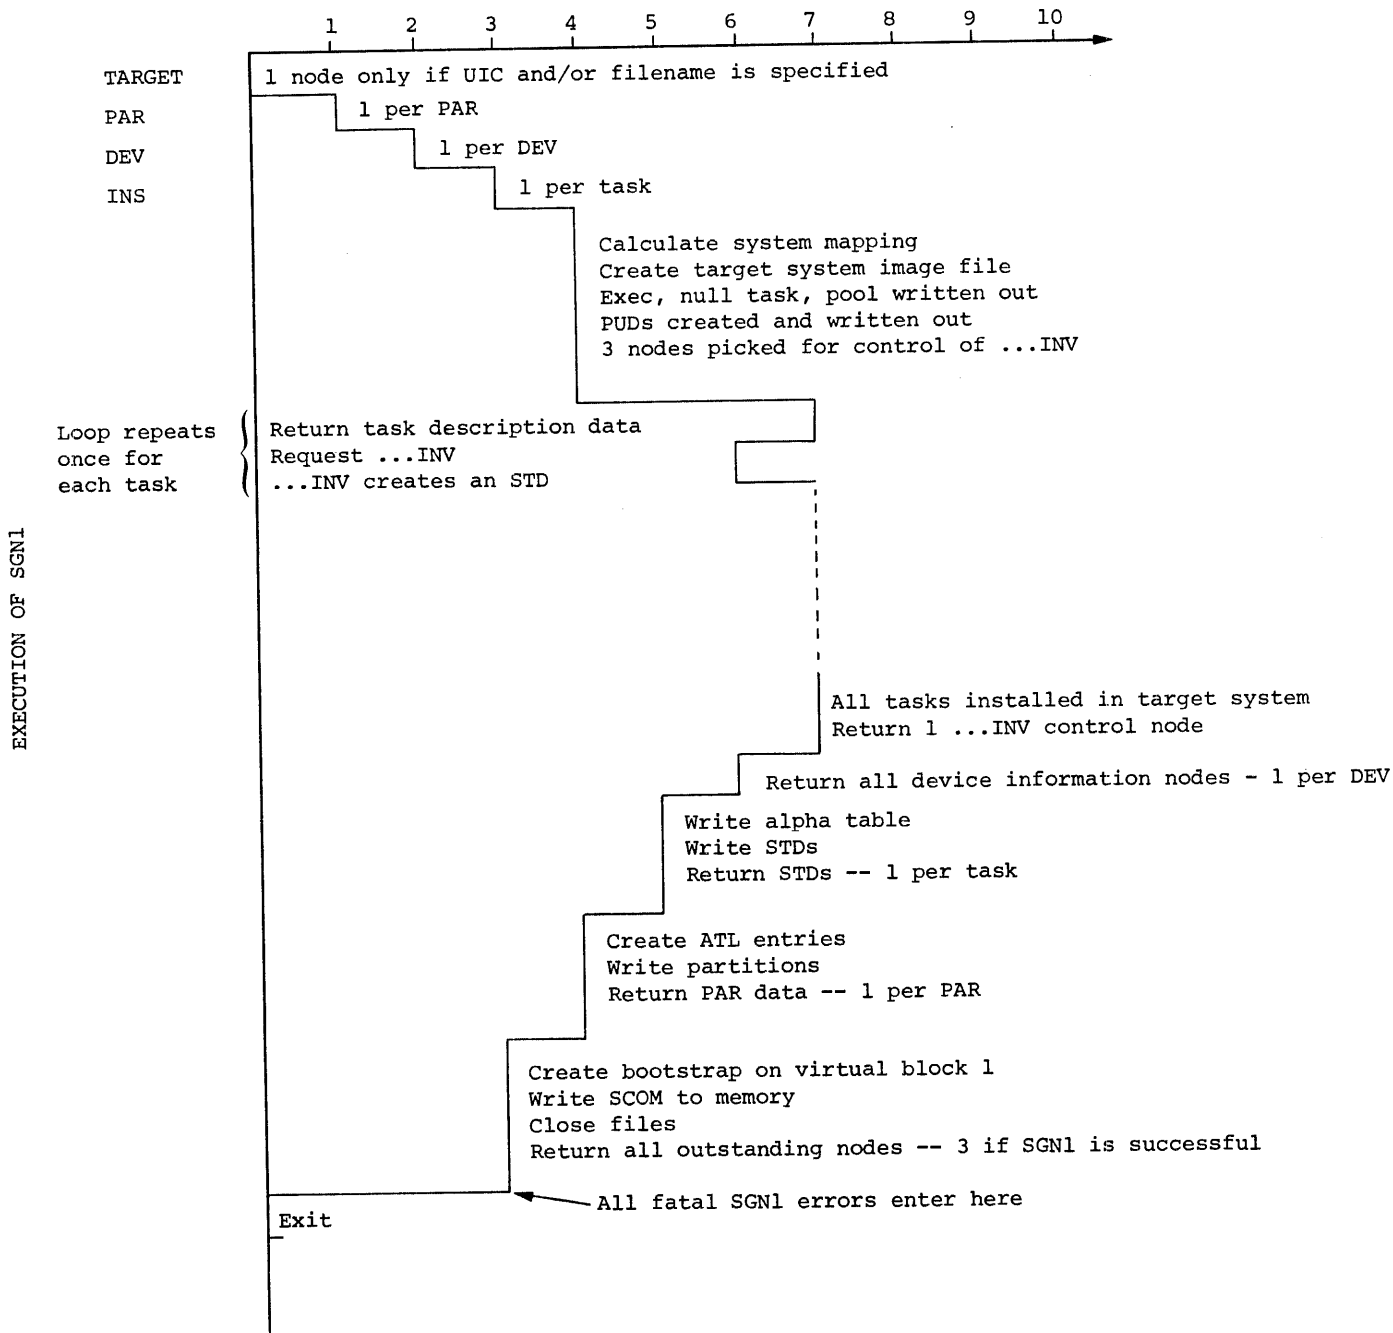 1 2 3 4 5 6 7 8 9 10
TARGET
1 node only if UIC and/or filename is specified
PAR
1 per PAR
DEV
1 per DEV
INS
1 per task
Calculate system mapping
Create target system image file
Exec, null task, pool written out
PUDs created and written out
3 nodes picked for control of ...INV
Loop repeats
once for
each task
Return task description data
Request ...INV
...INV creates an STD
EXECUTION OF SGN1
All tasks installed in target system
Return 1 ...INV control node
Return all device information nodes - 1 per DEV
Write alpha table
Write STDs
Return STDs -- 1 per task
Create ATL entries
Write partitions
Return PAR data -- 1 per PAR
Create bootstrap on virtual block 1
Write SCOM to memory
Close files
Return all outstanding nodes -- 3 if SGN1 is successful
All fatal SGN1 errors enter here
Exit